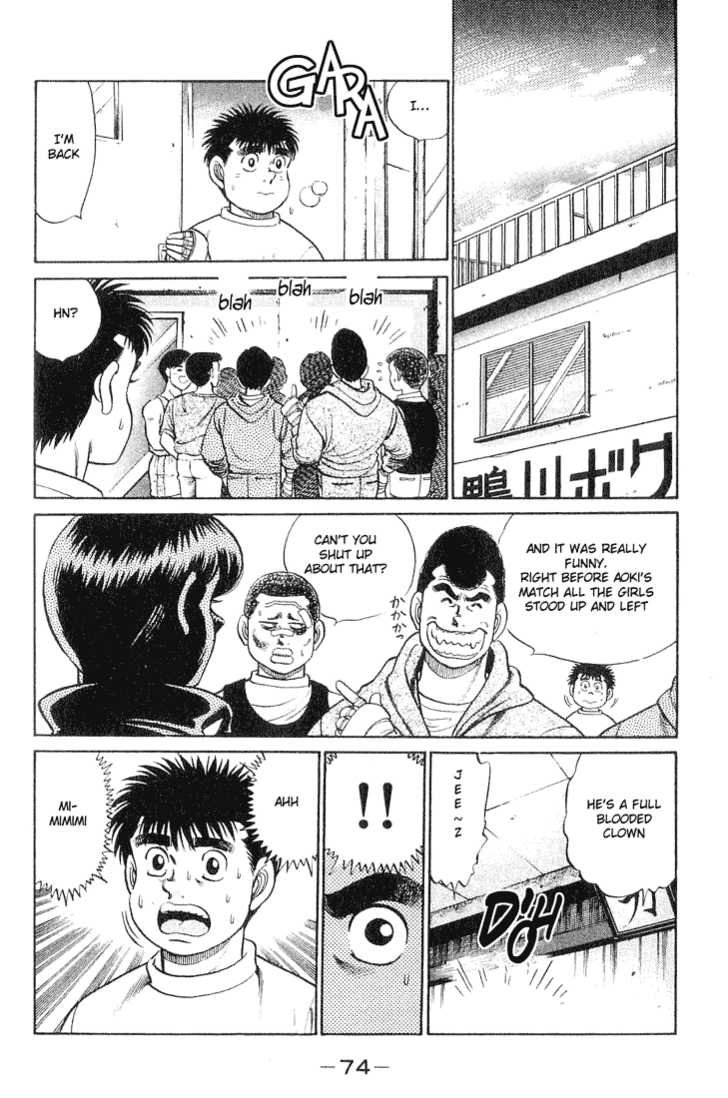 鴨川ボク
GARA
I...
I'M
BACK
blah
blah
blah
HN?
AND IT WAS REALLY
FUNNY.
RIGHT BEFORE AOKI'S
MATCH ALL THE GIRLS
STOOD UP AND LEFT
かかかっ
CAN'T YOU
SHUT UP
ABOUT THAT?
HE'S A FULL
BLOODED
CLOWN
J
E
E
~
Z
!!
AHH
MI-
MIMIMI
-74-